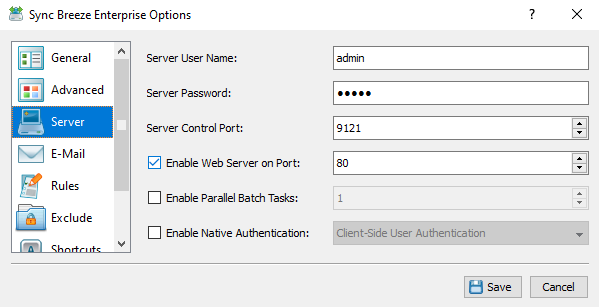 Sync Breeze Enterprise Options
General
Advanced
Server
E-Mail
Rules
Exclude
Shortcuts
Server User Name: admin
Server Password: •••••
Server Control Port: 9121
Enable Web Server on Port: 80
Enable Parallel Batch Tasks: 1
Enable Native Authentication: Client-Side User Authentication
Save Cancel